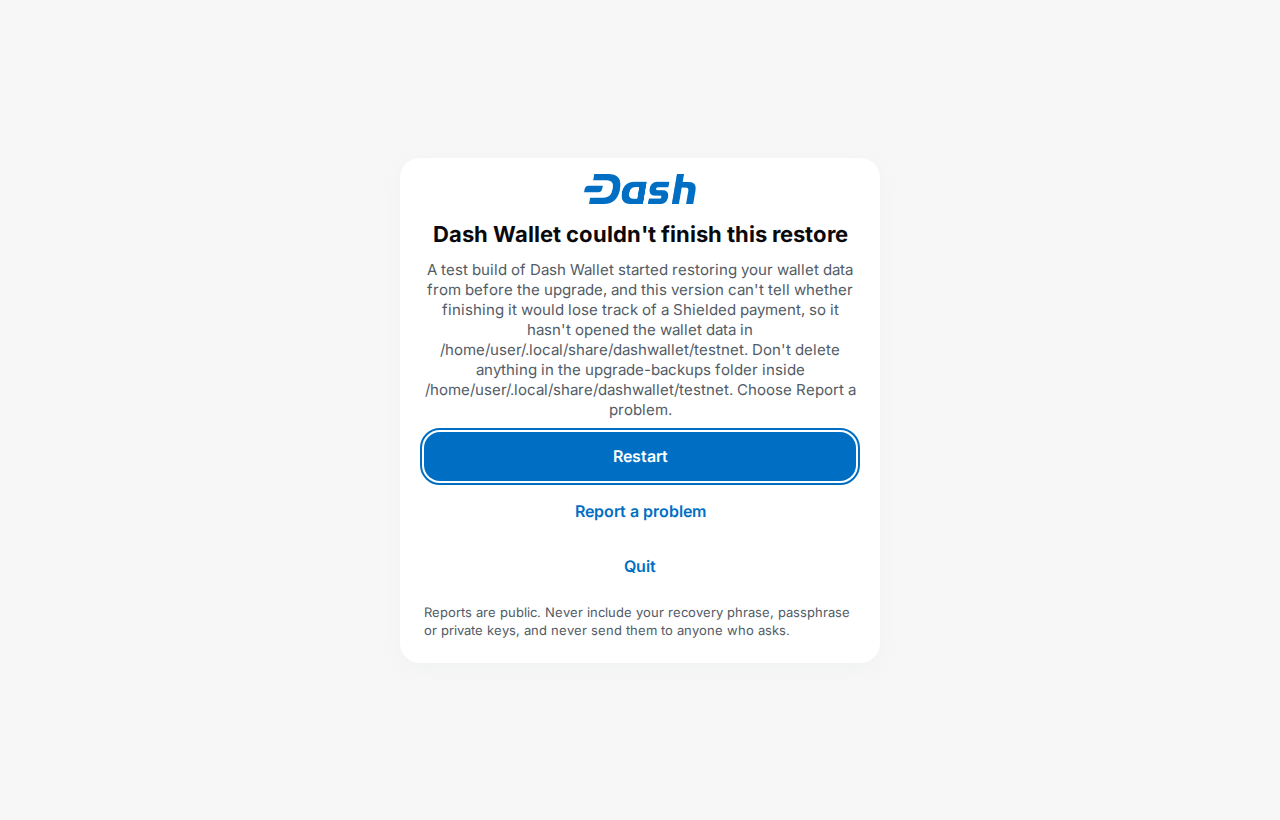 Dash
Dash Wallet couldn't finish this restore
A test build of Dash Wallet started restoring your wallet data
from before the upgrade, and this version can't tell whether
finishing it would lose track of a Shielded payment, so it
hasn't opened the wallet data in
/home/user/.local/share/dashwallet/testnet. Don't delete
anything in the upgrade-backups folder inside
/home/user/.local/share/dashwallet/testnet. Choose Report a
problem.
Restart
Report a problem
Quit
Reports are public. Never include your recovery phrase, passphrase
or private keys, and never send them to anyone who asks.